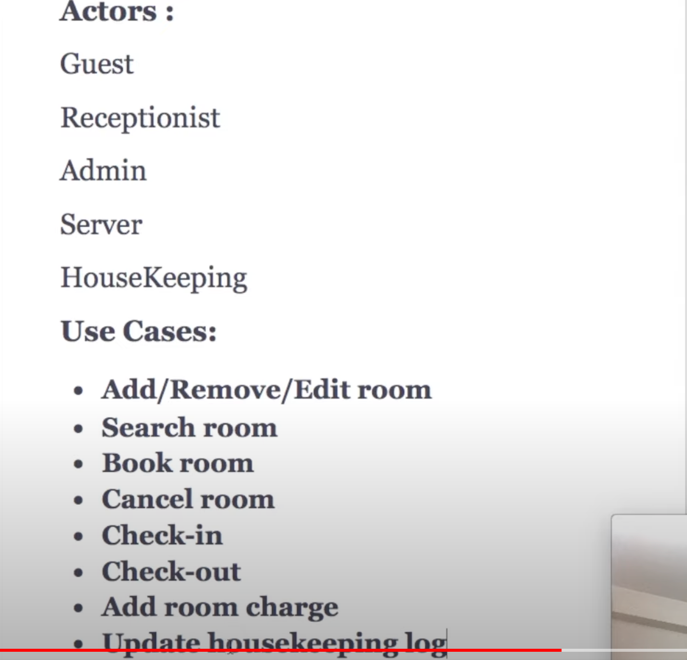 Actors :
Guest
Receptionist
Admin
Server
HouseKeeping
Use Cases:
• Add/Remove/Edit room
• Search room
• Book room
• Cancel room
• Check-in
• Check-out
• Add room charge
• Update housekeeping log